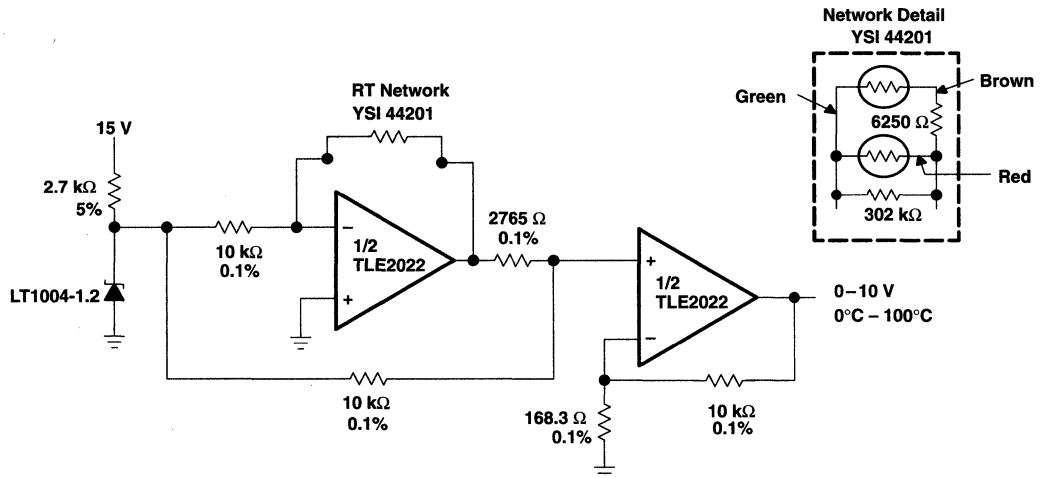 Network Detail
YSI 44201
Brown
Green
6250 Ω
Red
302 kΩ
RT Network
YSI 44201
15 V
2.7 kΩ
5%
10 kΩ
0.1%
−
1/2
TLE2022
+
2765 Ω
0.1%
LT1004-1.2
+
1/2
TLE2022
−
0–10 V
0°C – 100°C
10 kΩ
0.1%
168.3 Ω
0.1%
10 kΩ
0.1%